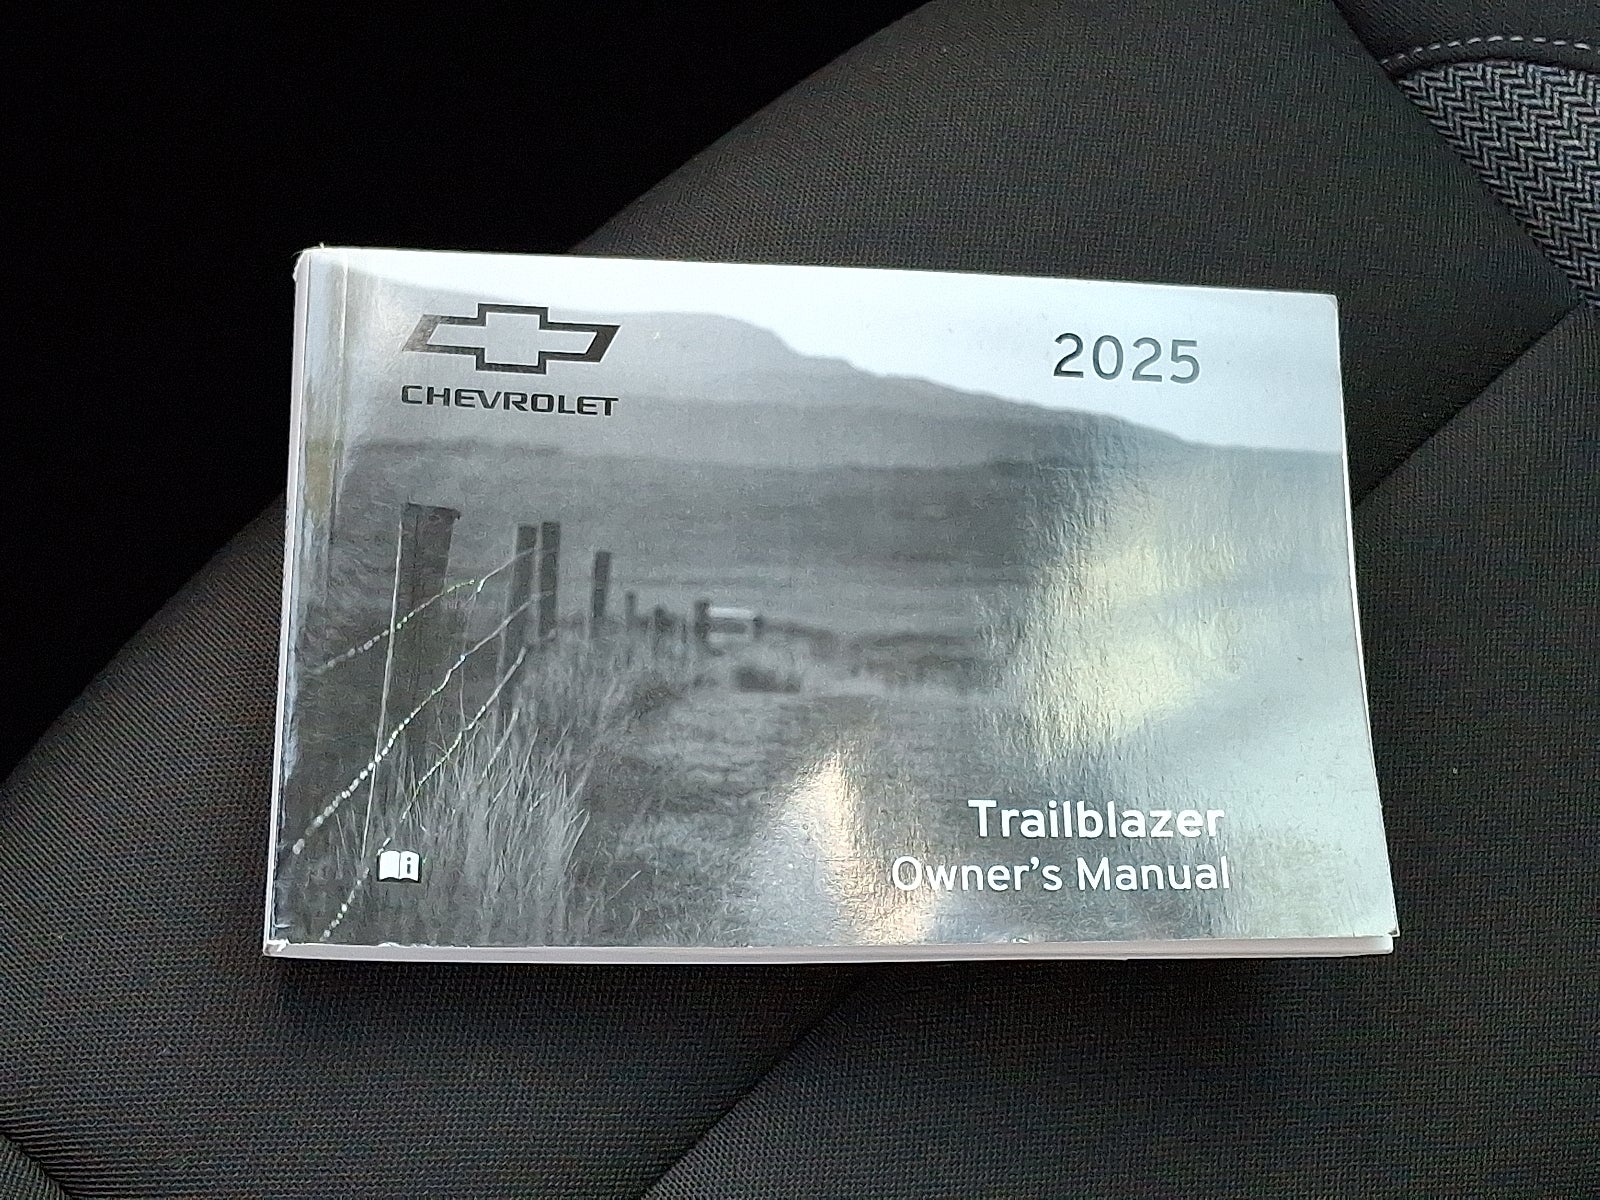 CHEVROLET
2025
Trailblazer
Owner's Manual